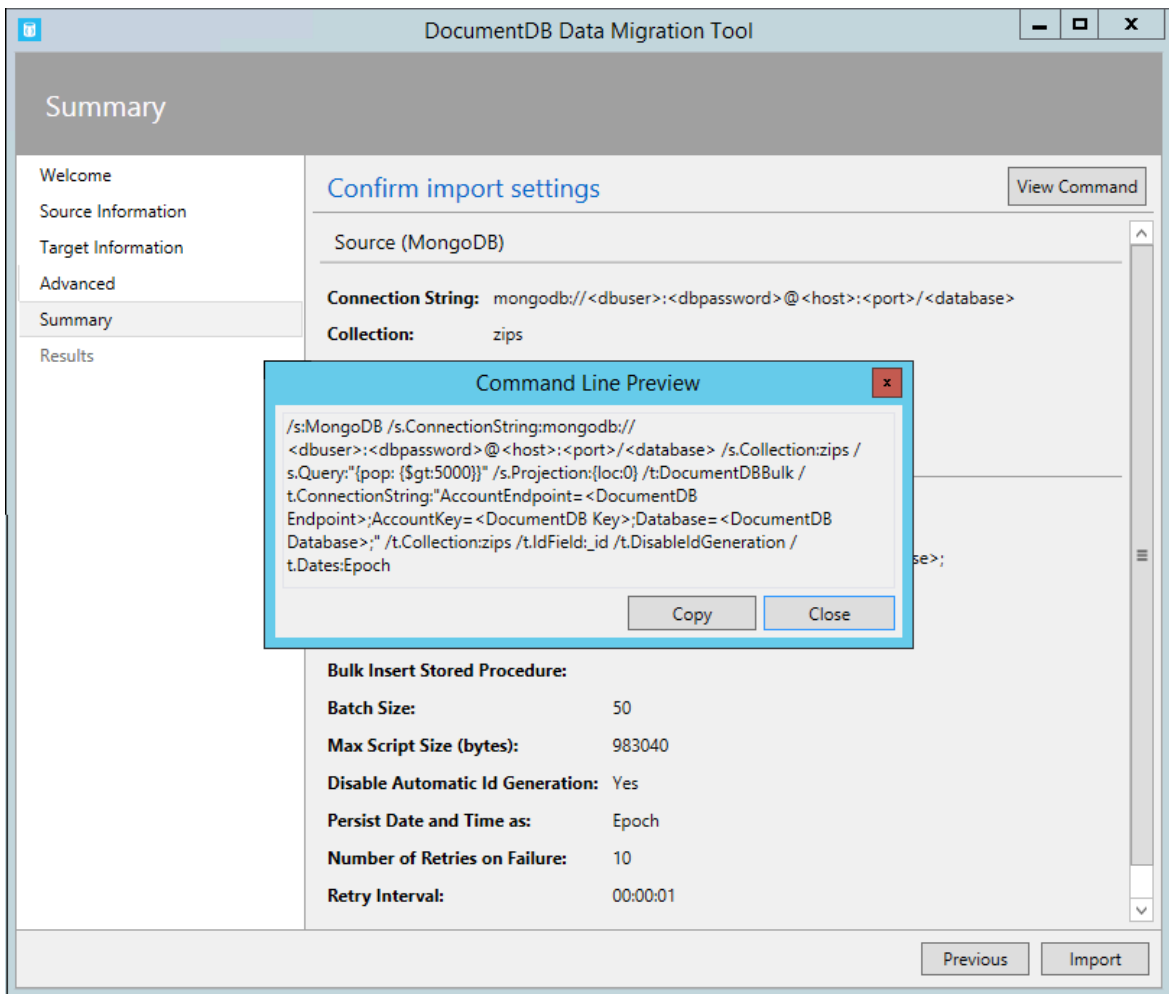 DocumentDB Data Migration Tool
Summary
Welcome
Source Information
Target Information
Advanced
Summary
Results
Confirm import settings
View Command
Source (MongoDB)
Connection String: mongodb://<dbuser>:<dbpassword>@<host>:<port>/<database>
Collection: zips
Command Line Preview
/s:MongoDB /s.ConnectionString:mongodb://
<dbuser>:<dbpassword>@<host>:<port>/<database> /s.Collection:zips /
s.Query:"{pop: {$gt:5000}}" /s.Projection:{loc:0} /t:DocumentDBBulk /
t.ConnectionString:"AccountEndpoint=<DocumentDB
Endpoint>;AccountKey=<DocumentDB Key>;Database=<DocumentDB
Database>;" /t.Collection:zips /t.IdField:_id /t.DisableIdGeneration /
t.Dates:Epoch
se>;
Copy
Close
Bulk Insert Stored Procedure:
Batch Size: 50
Max Script Size (bytes): 983040
Disable Automatic Id Generation: Yes
Persist Date and Time as: Epoch
Number of Retries on Failure: 10
Retry Interval: 00:00:01
Previous
Import